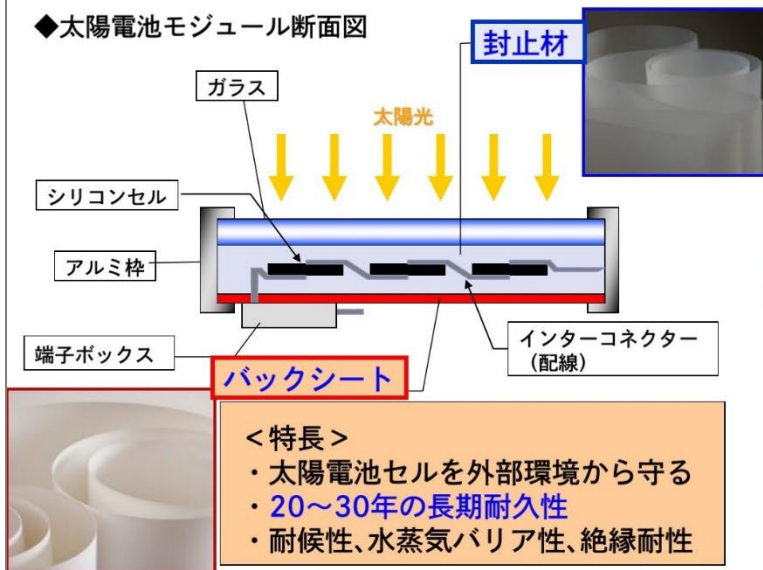 ◆太陽電池モジュール断面図
封止材
ガラス
太陽光
シリコンセル
アルミ枠
端子ボックス
インターコネクター
(配線)
バックシート
＜特長＞
・太陽電池セルを外部環境から守る
・20～30年の長期耐久性
・耐候性、水蒸気バリア性、絶縁耐性